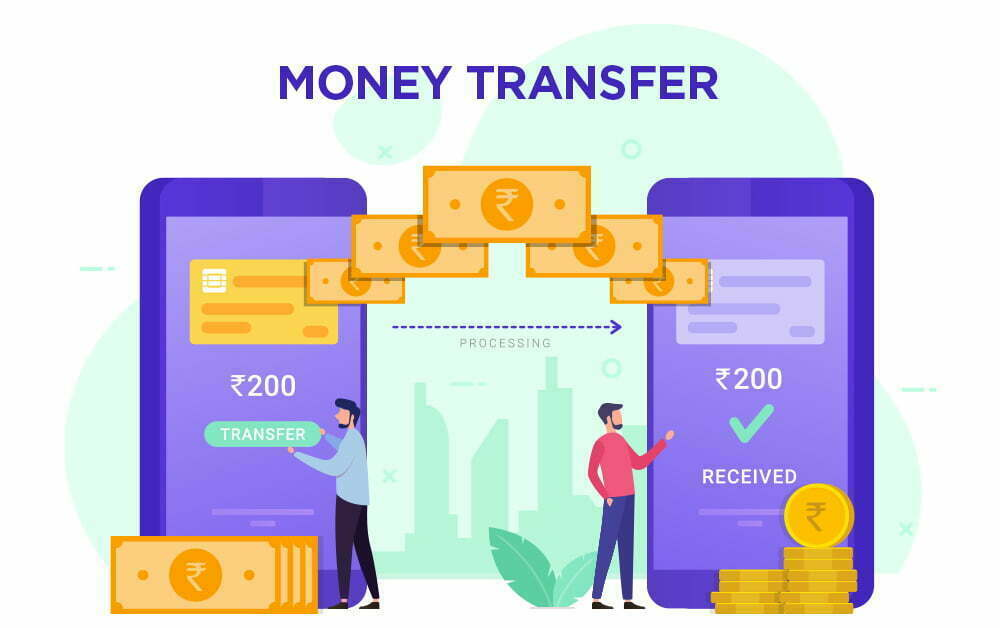 MONEY TRANSFER
PROCESSING
₹200
TRANSFER
₹200
RECEIVED
₹
₹
₹
₹
₹
₹
₹